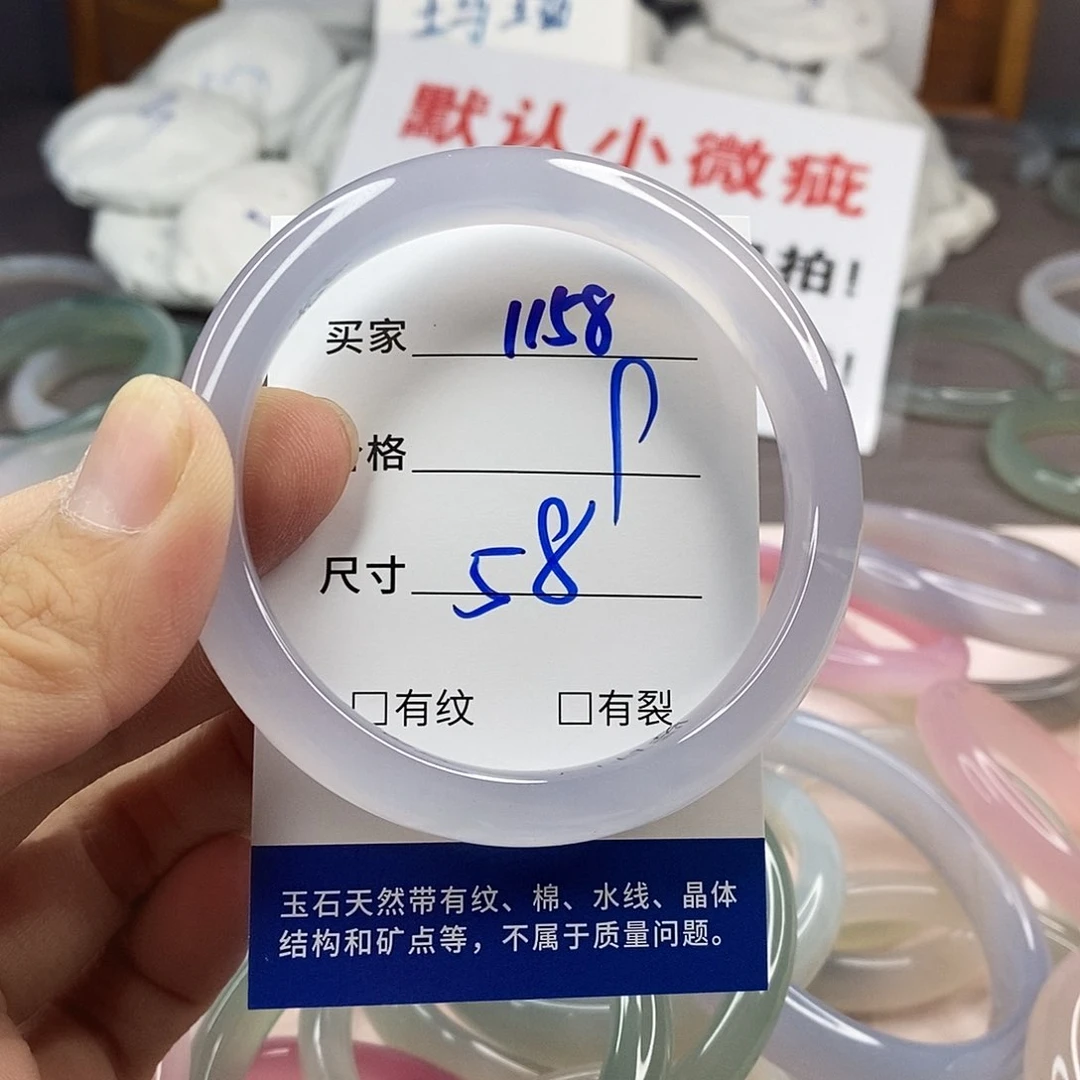 玛瑙
默认小微疵
拍!
!
买家 1158
格 P
尺寸 58
□有纹 □有裂
玉石天然带有纹、棉、水线、晶体
结构和矿点等，不属于质量问题。